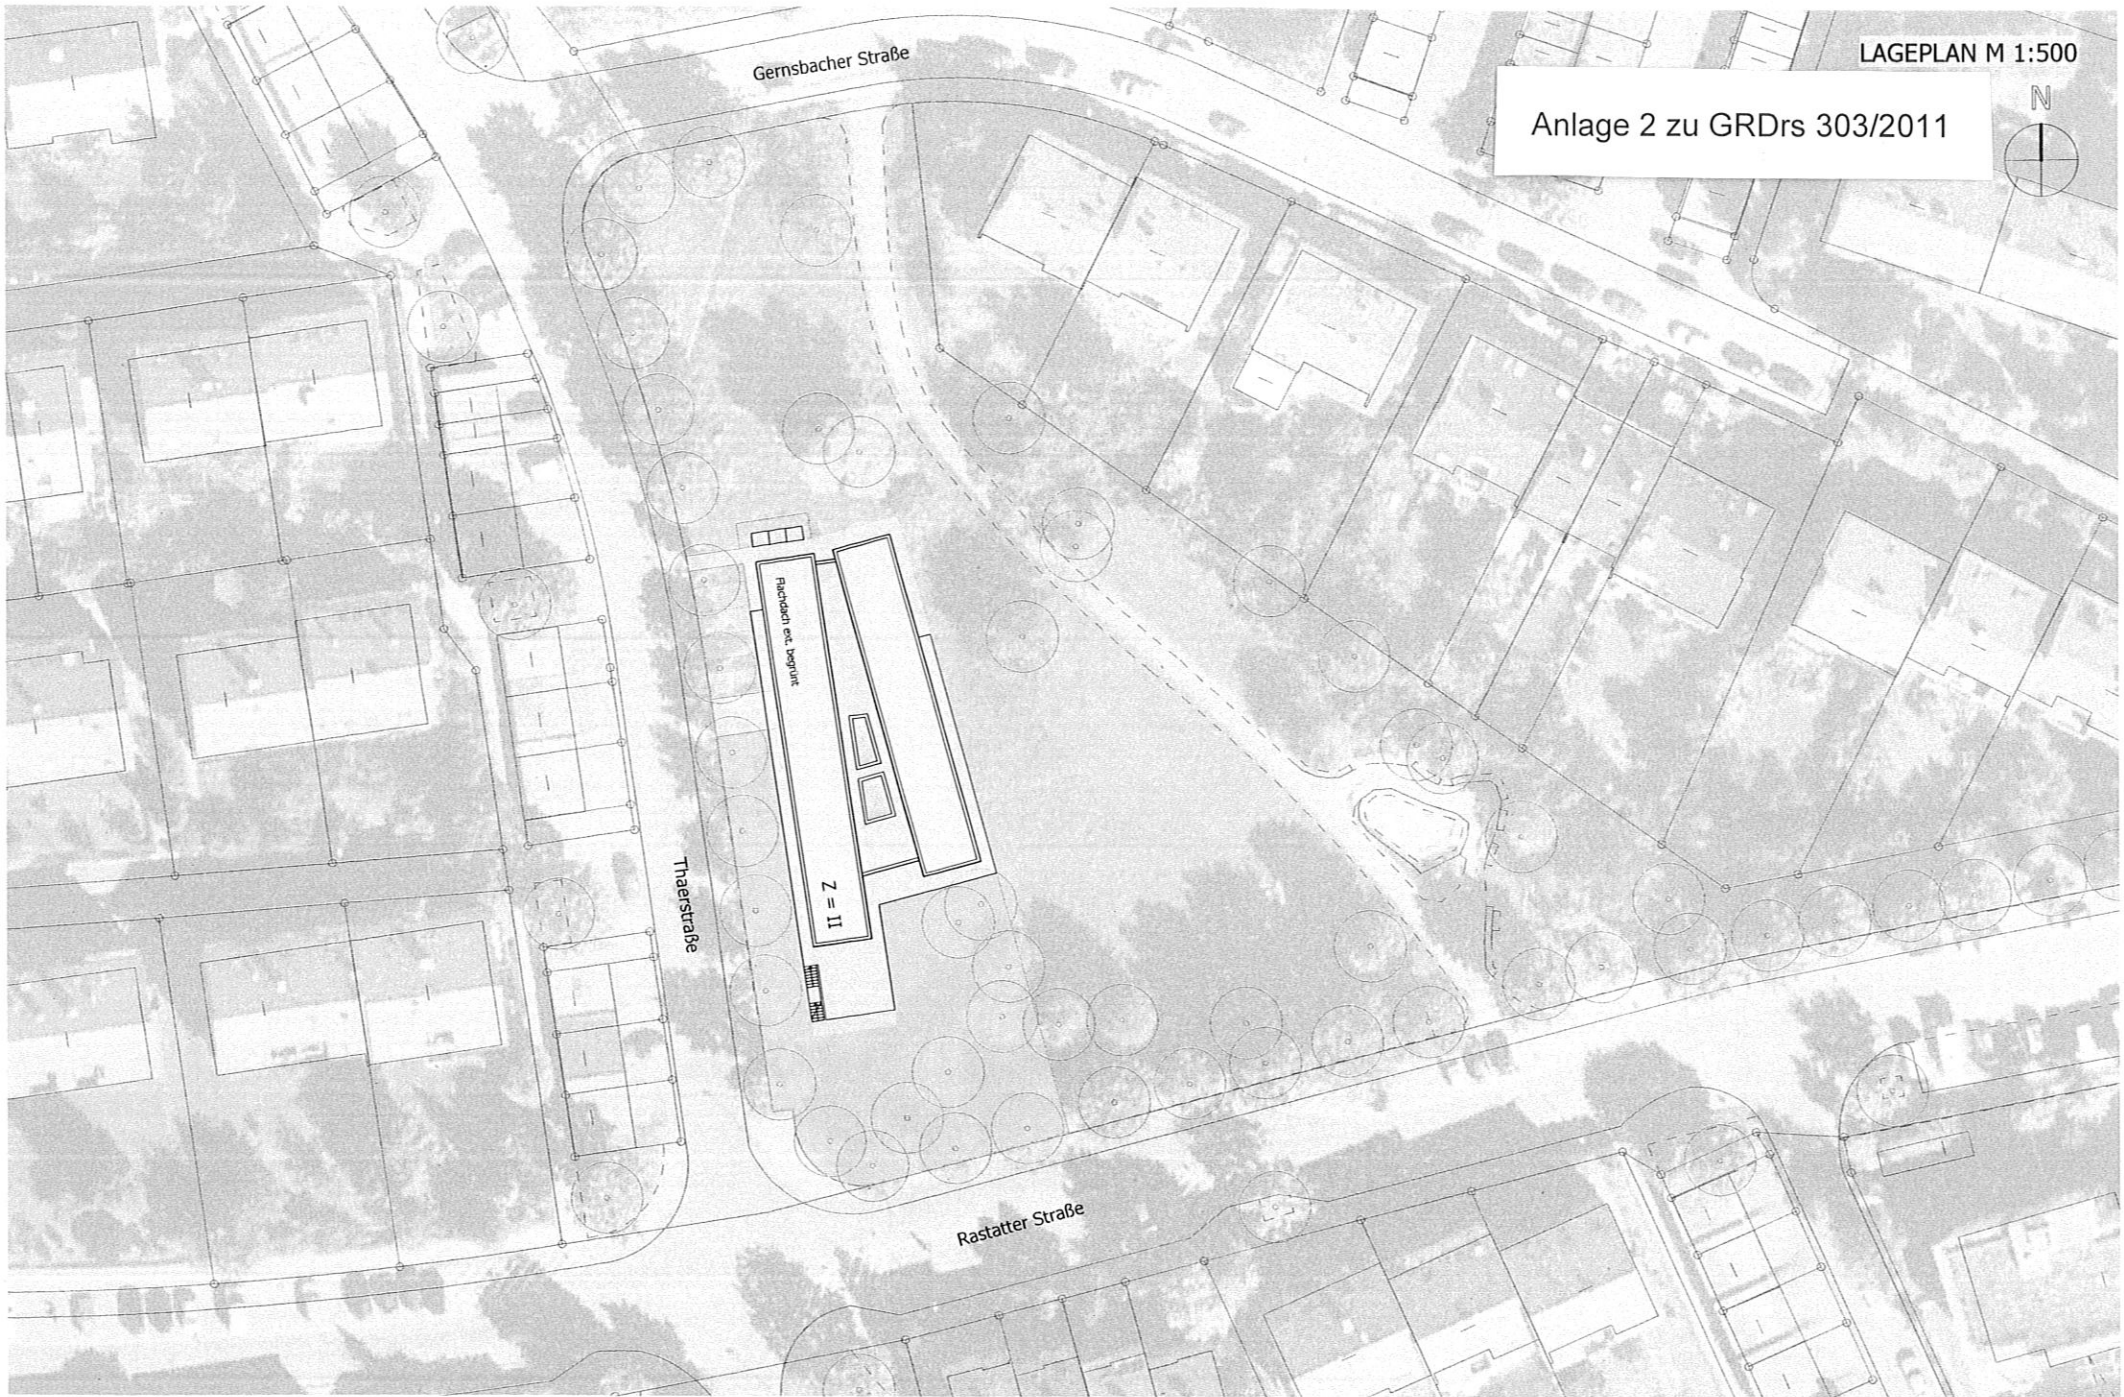 Gernsbacher Straße
LAGEPLAN M 1:500
N
Anlage 2 zu GRDrs 303/2011
Flachdach ext. begrünt
Z = II
Thaerstraße
Rastatter Straße